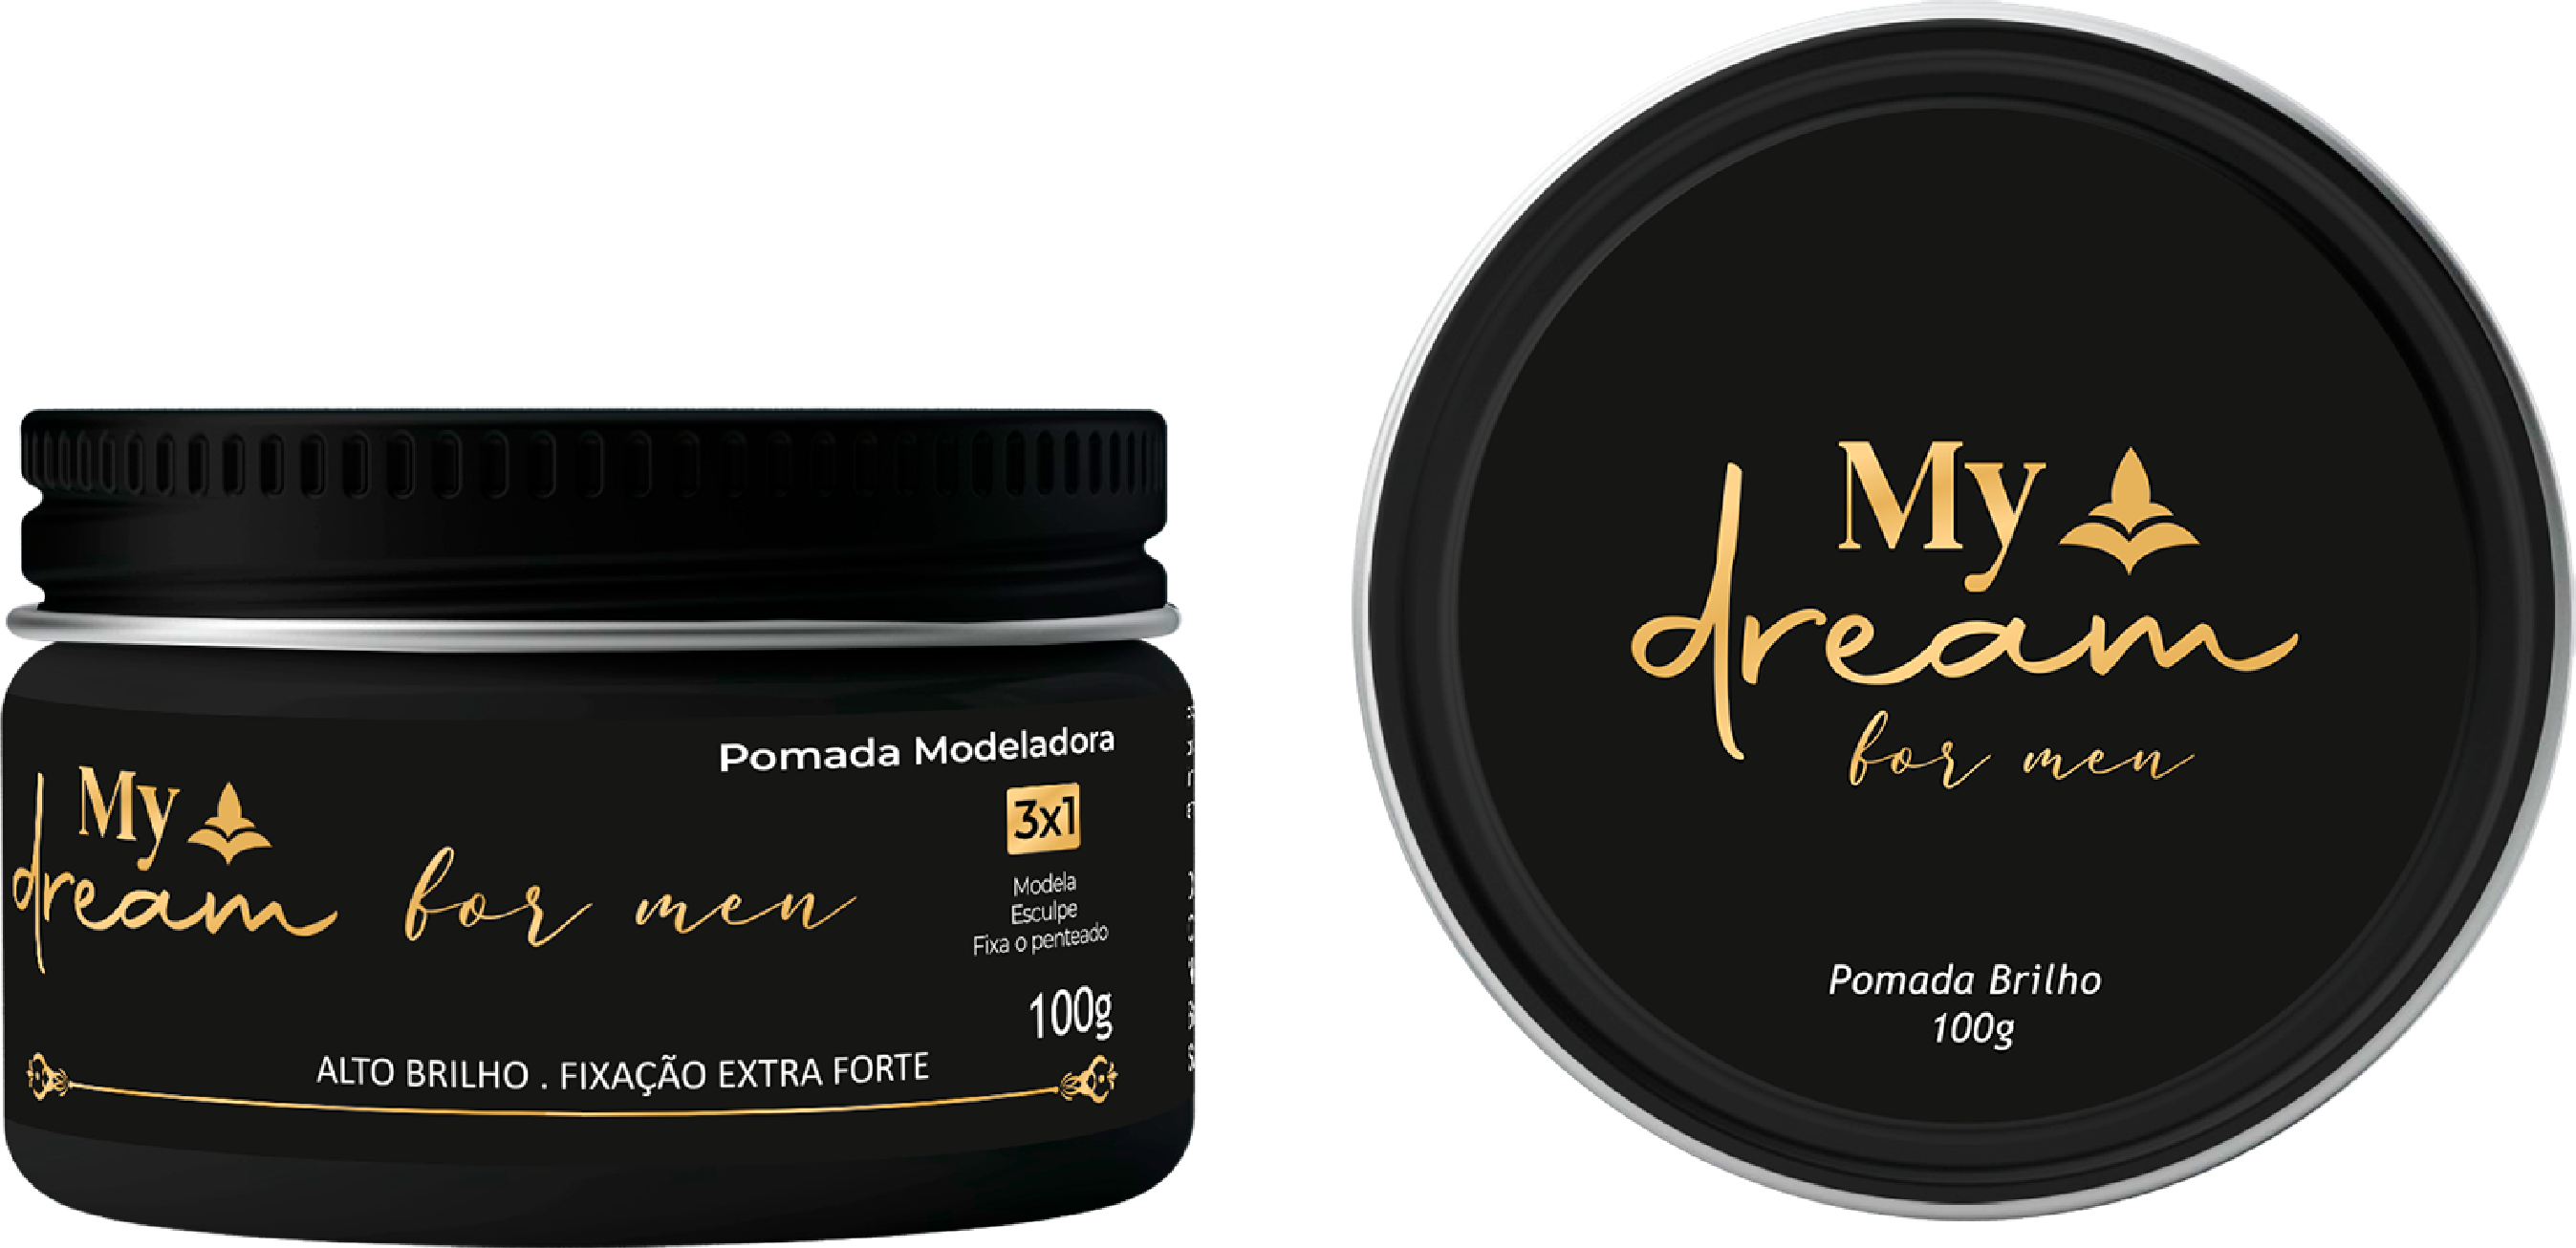 Pomada Modeladora
My
dream for men
3x1
Modela
Esculpe
Fixa o penteado
100g
ALTO BRILHO . FIXAÇÃO EXTRA FORTE
My
dream
for men
Pomada Brilho
100g